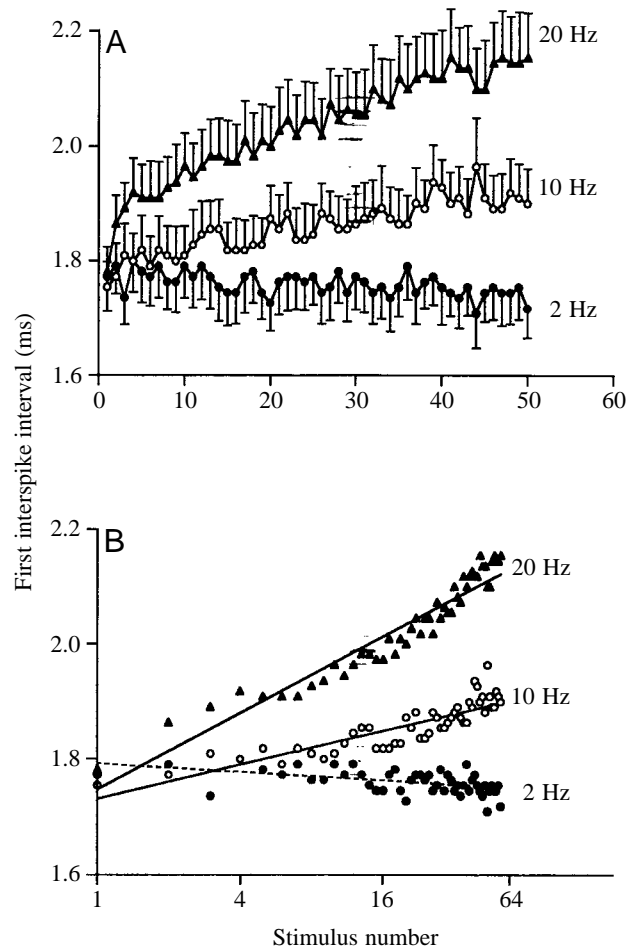 A
2.2
20 Hz
2.0
10 Hz
1.8
2 Hz
1.6
0 10 20 30 40 50 60
First interspike interval (ms)
B
2.2
20 Hz
2.0
10 Hz
1.8
2 Hz
1.6
1 4 16 64
Stimulus number